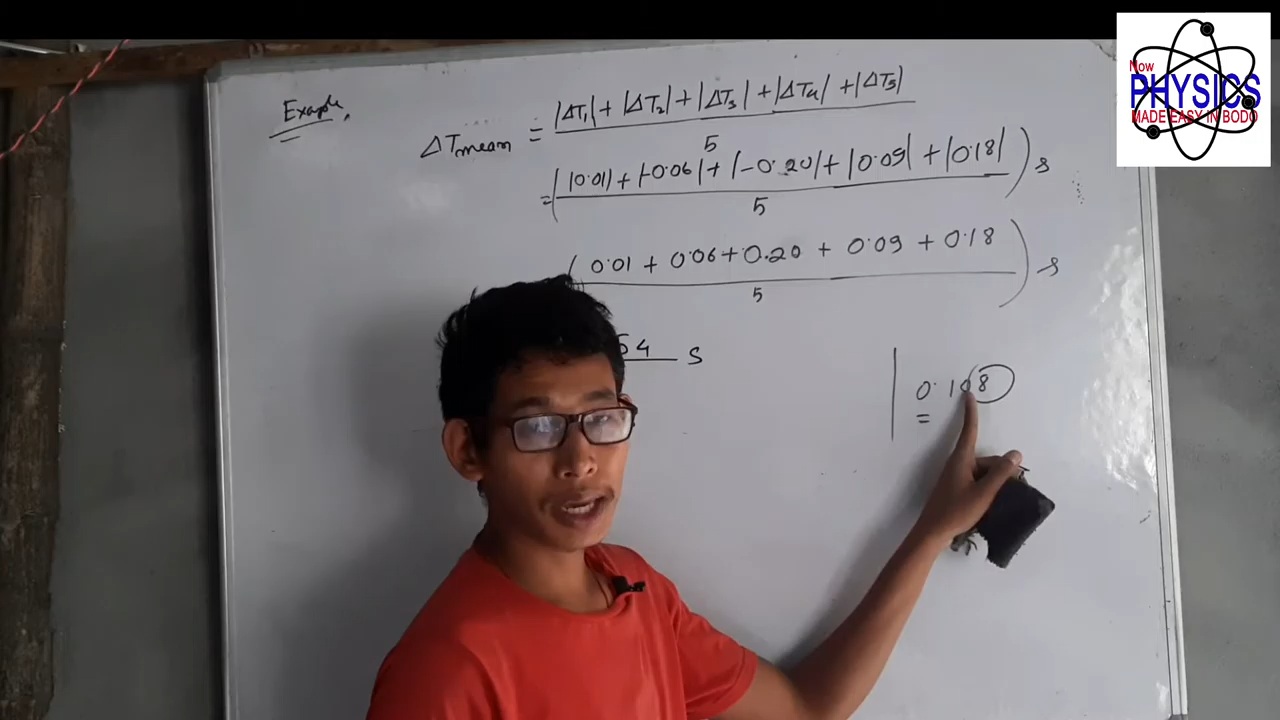 Now
PHYSICS
MADE EASY IN BODO
Example.
ΔTmean = |ΔT₁| + |ΔT₂| + |ΔT₃| + |ΔT₄| + |ΔT₅|
5
= ( |0.01| + |-0.06| + |-0.20| + |0.09| + |0.18| ) s
5
( 0.01 + 0.06 + 0.20 + 0.09 + 0.18 ) s
5
54 s
0.108
=